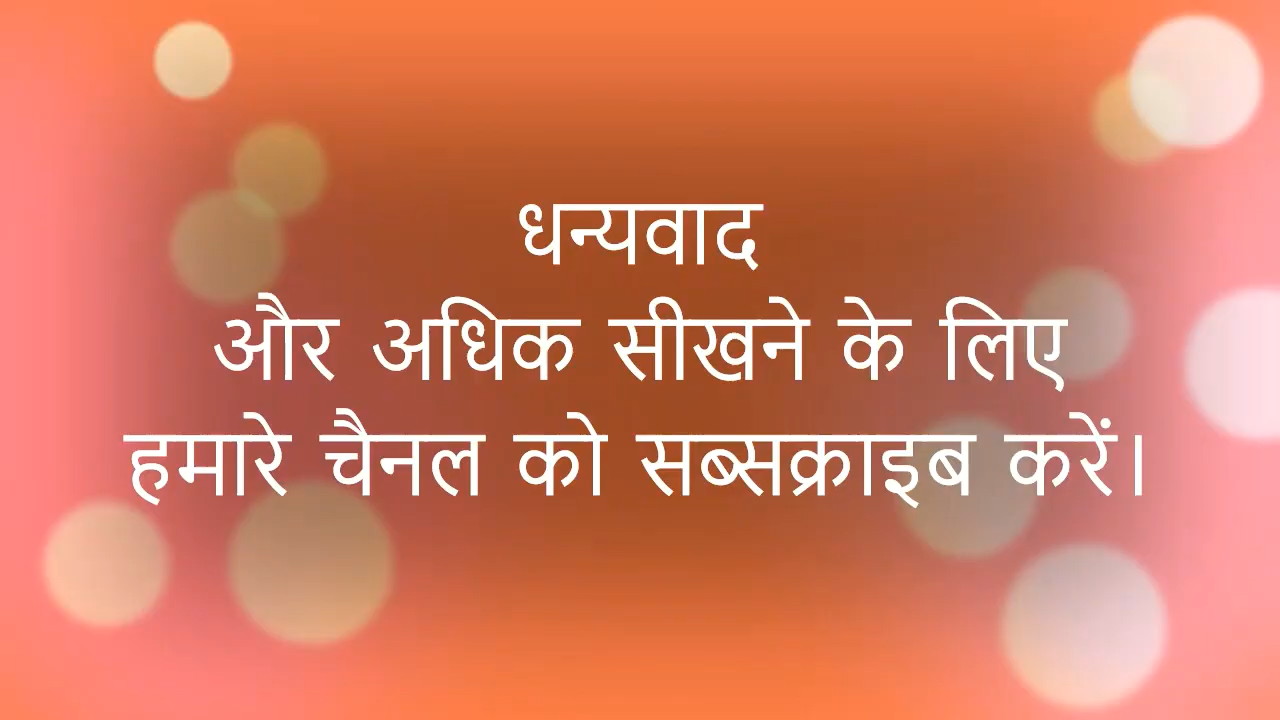 धन्यवाद
और अधिक सीखने के लिए
हमारे चैनल को सब्सक्राइब करें।